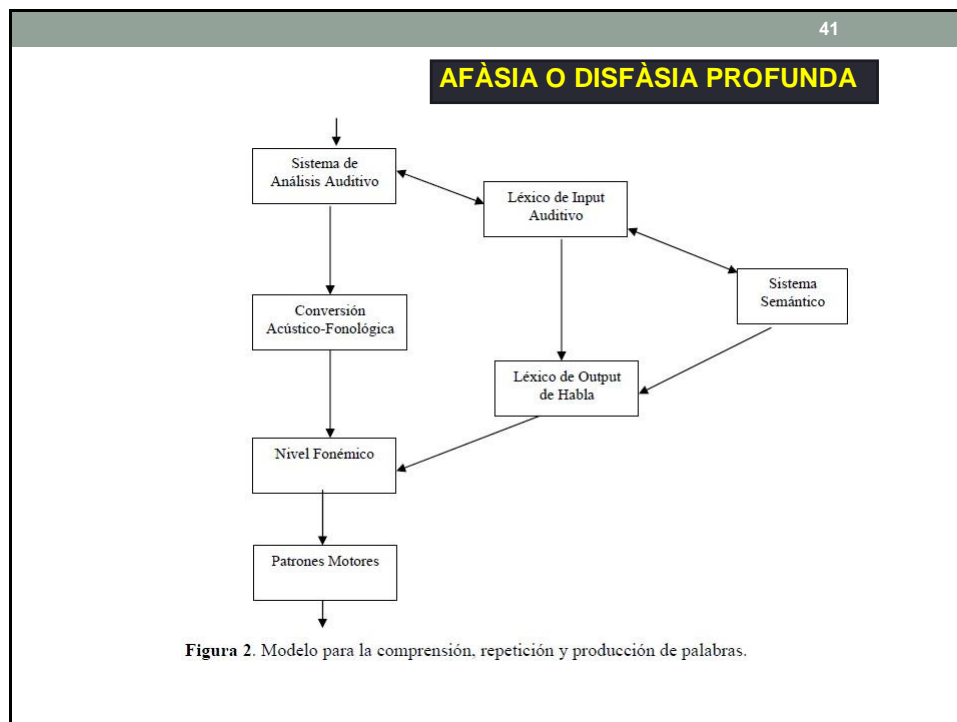 41
AFÀSIA O DISFÀSIA PROFUNDA
Sistema de
Análisis Auditivo
Léxico de Input
Auditivo
Sistema
Semántico
Conversión
Acústico-Fonológica
Léxico de Output
de Habla
Nivel Fonémico
Patrones Motores
Figura 2. Modelo para la comprensión, repetición y producción de palabras.